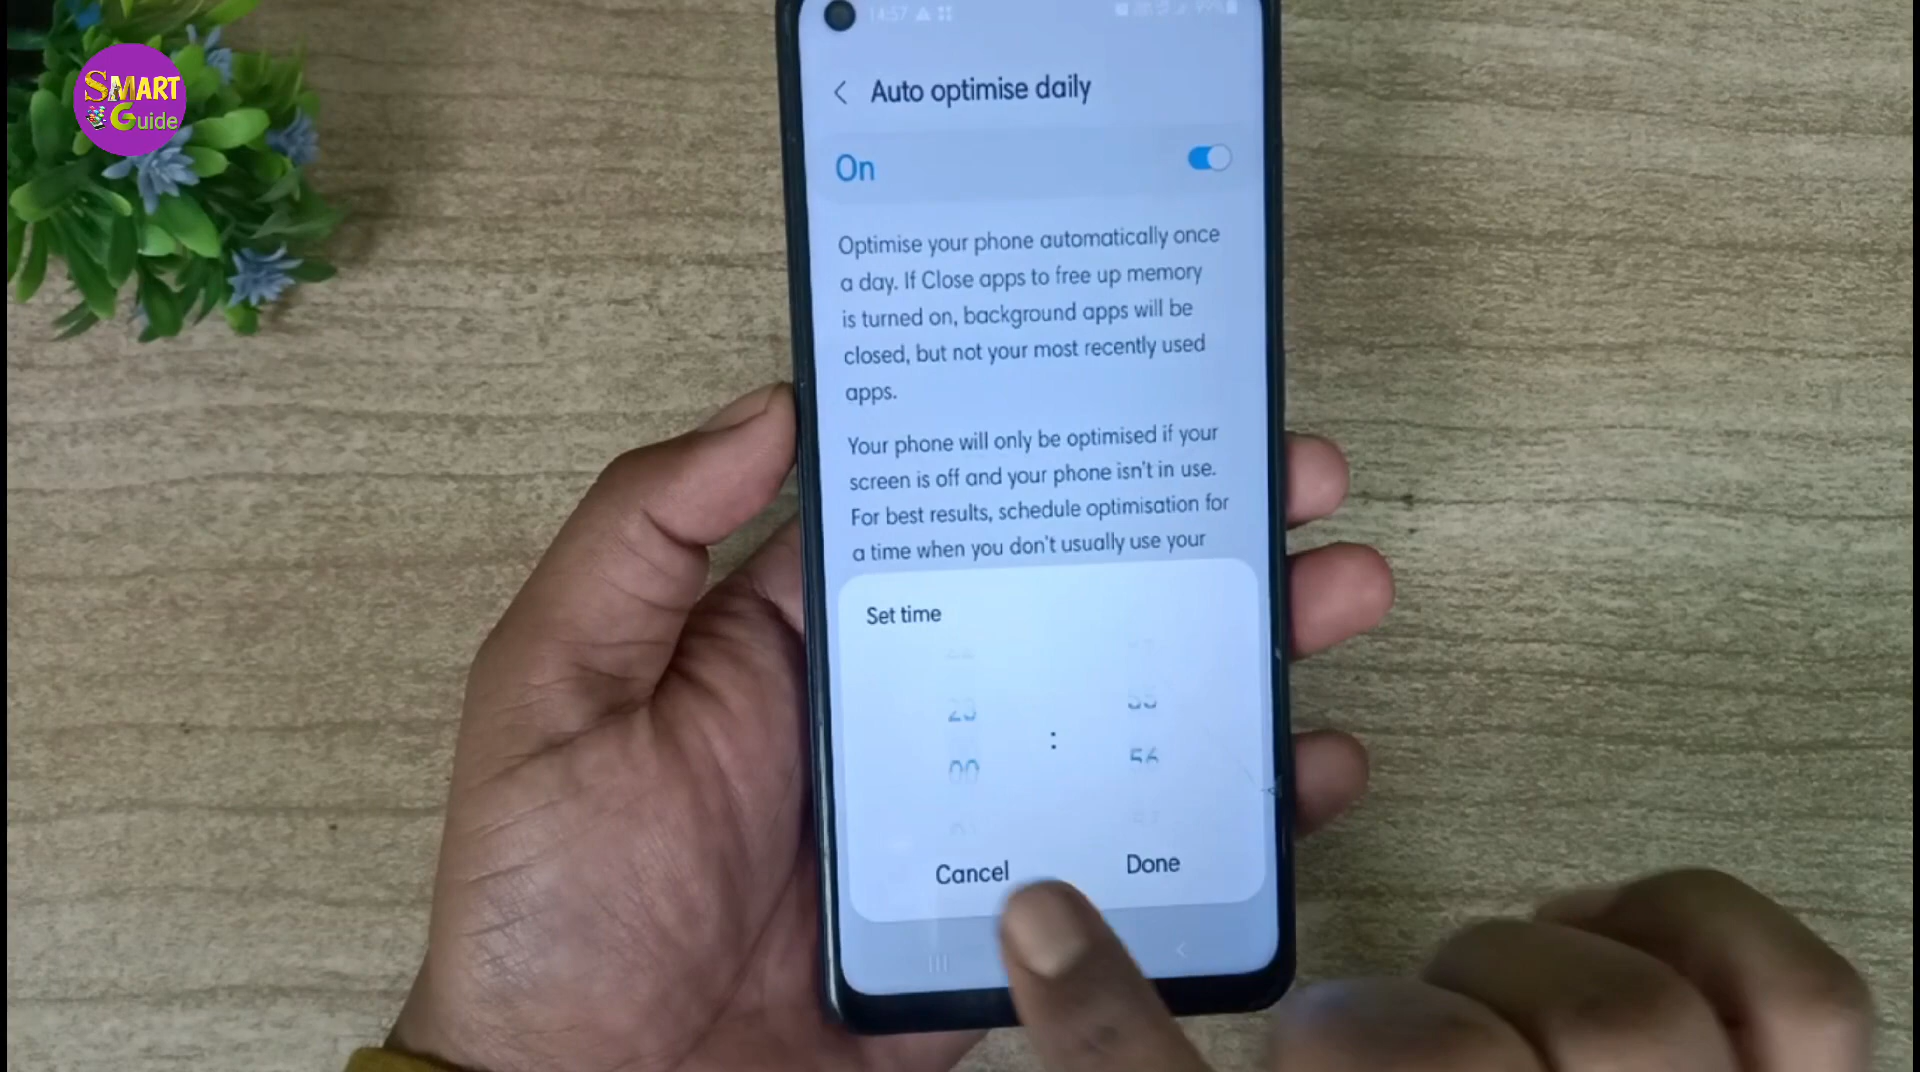 SMART
Guide
14:57
Auto optimise daily
On
Optimise your phone automatically once
a day. If Close apps to free up memory
is turned on, background apps will be
closed, but not your most recently used
apps.
Your phone will only be optimised if your
screen is off and your phone isn't in use.
For best results, schedule optimisation for
a time when you don't usually use your
Set time
23 55
:
00 56
Cancel Done